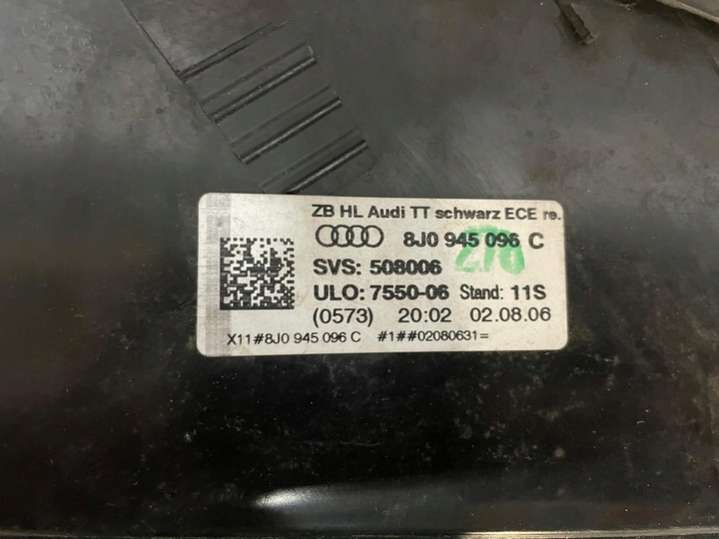 ZB HL Audi TT schwarz ECE re.
8J0 945 096 C
276
SVS: 508006
ULO: 7550-06 Stand: 11S
(0573) 20:02 02.08.06
X11#8J0 945 096 C #1##02080631=